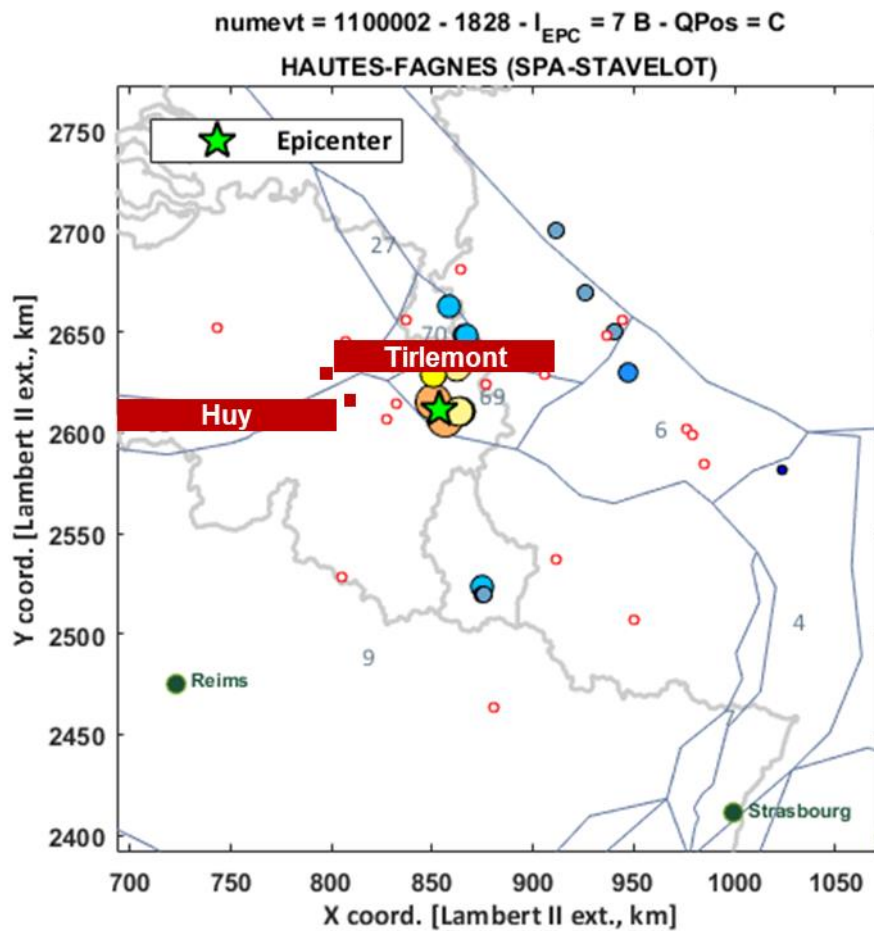 numevt = 1100002 - 1828 - I_EPC = 7 B - QPos = C
HAUTES-FAGNES (SPA-STAVELOT)
Epicenter
2750
2700
2650
2600
2550
2500
2450
2400
Y coord. [Lambert II ext., km]
27
70
Tirlemont
69
Huy
6
4
9
Reims
Strasbourg
700 750 800 850 900 950 1000 1050
X coord. [Lambert II ext., km]